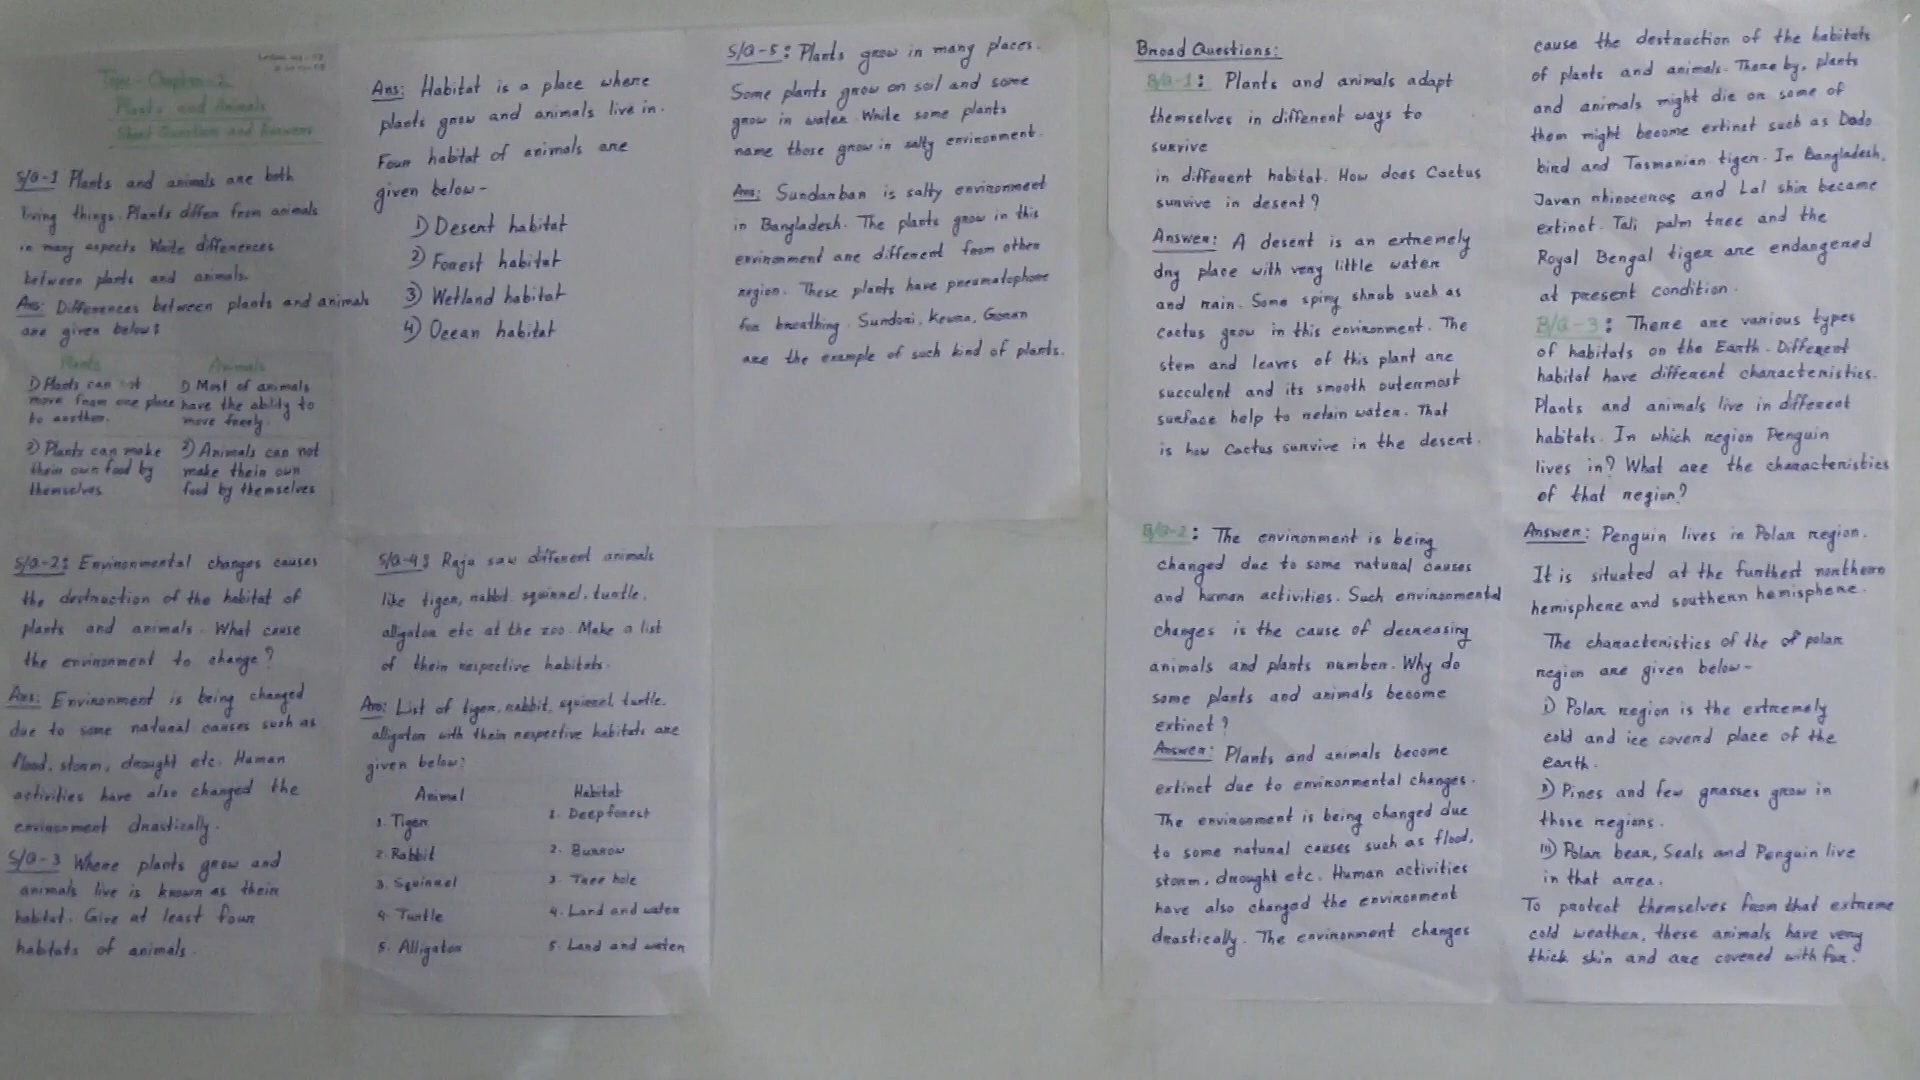 Topic - Chapter - 2
Plants and Animals
Short Questions and Answers
S/Q-1 Plants and animals are both
living things. Plants differ from animals
in many aspects Write differences
between plants and animals.
Ans: Differences between plants and animals
are given below:
Plants Animals
1) Plants can not
move from one place
to another.
1) Most of animals
have the ability to
move freely.
2) Plants can make
their own food by
themselves
2) Animals can not
make their own
food by themselves
S/Q-2: Environmental changes causes
the destruction of the habitat of
plants and animals. What cause
the environment to change?
Ans: Environment is being changed
due to some natural causes such as
flood, storm, drought etc. Human
activities have also changed the
environment drastically.
S/Q-3 Where plants grow and
animals live is known as their
habitat. Give at least four
habitats of animals.
Ans: Habitat is a place where
plants grow and animals live in.
Four habitat of animals are
given below-
1) Desert habitat
2) Forest habitat
3) Wetland habitat
4) Ocean habitat
S/Q-4: Raju saw different animals
like tiger, rabbit, squirrel, turtle,
alligator etc at the zoo. Make a list
of their respective habitats.
Ans: List of tiger, rabbit, squirrel, turtle,
alligator with their respective habitats are
given below:
Animal Habitat
1. Tiger 1. Deep forest
2. Rabbit 2. Burrow
3. Squirrel 3. Tree hole
4. Turtle 4. Land and water
5. Alligator 5. Land and water
S/Q-5: Plants grow in many places.
Some plants grow on soil and some
grow in water. Write some plants
name those grow in salty environment.
Ans: Sundarban is salty environment
in Bangladesh. The plants grow in this
environment are different from other
region. These plants have pneumatophore
for breathing. Sundori, Kewra, Goran
are the example of such kind of plants.
Broad Questions:
B/Q-1: Plants and animals adapt
themselves in different ways to
survive
in different habitat. How does Cactus
survive in desert?
Answer: A desert is an extremely
dry place with very little water
and rain. Some spiny shrub such as
cactus grow in this environment. The
stem and leaves of this plant are
succulent and its smooth outermost
surface help to retain water. That
is how Cactus survive in the desert.
B/Q-2: The environment is being
changed due to some natural causes
and human activities. Such environmental
changes is the cause of decreasing
animals and plants number. Why do
some plants and animals become
extinct?
Answer: Plants and animals become
extinct due to environmental changes.
The environment is being changed due
to some natural causes such as flood,
storm, drought etc. Human activities
have also changed the environment
drastically. The environment changes
cause the destruction of the habitats
of plants and animals. There by, plants
and animals might die or some of
them might become extinct such as Dodo
bird and Tasmanian tiger. In Bangladesh,
Javan rhinoceros and Lal shir became
extinct. Tali palm tree and the
Royal Bengal tiger are endangered
at present condition.
B/Q-3: There are various types
of habitats on the Earth. Different
habitat have different characteristics.
Plants and animals live in different
habitats. In which region Penguin
lives in? What are the characteristics
of that region?
Answer: Penguin lives in Polar region.
It is situated at the furthest northern
hemisphere and southern hemisphere.
The characteristics of the of polar
region are given below-
i) Polar region is the extremely
cold and ice coverd place of the
earth.
ii) Pines and few grasses grow in
those regions.
iii) Polar bear, Seals and Penguin live
in that area.
To protect themselves from that extreme
cold weather, these animals have very
thick skin and are covered with fur.